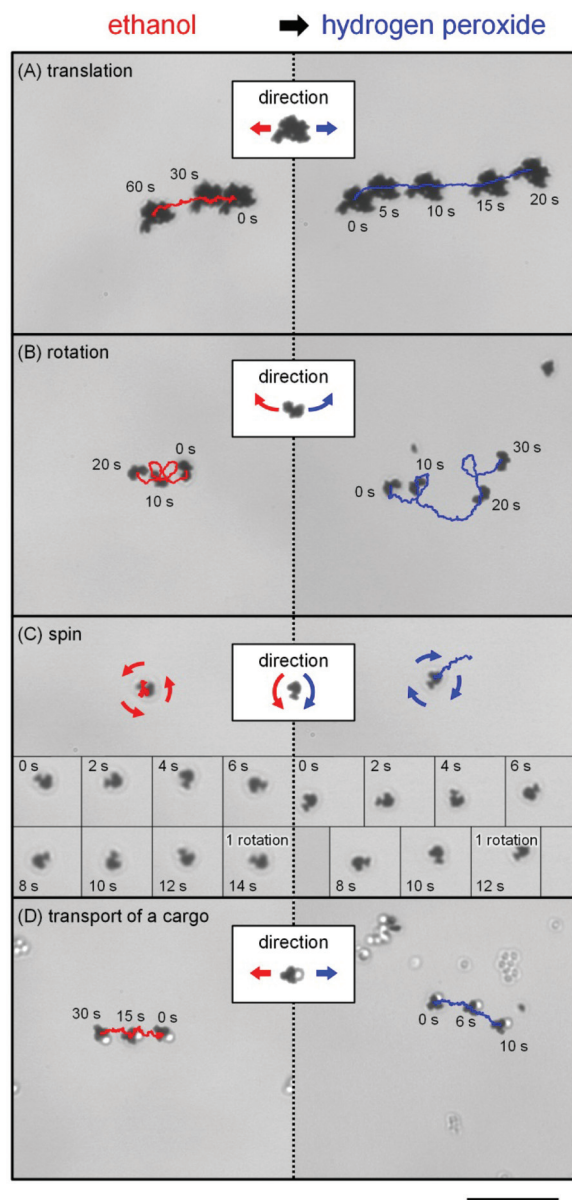 ethanol
hydrogen peroxide
(A) translation
direction
60 s
30 s
0 s
0 s
5 s
10 s
15 s
20 s
(B) rotation
direction
20 s
0 s
10 s
0 s
10 s
30 s
20 s
(C) spin
direction
0 s
2 s
4 s
6 s
0 s
2 s
4 s
6 s
8 s
10 s
12 s
1 rotation
14 s
8 s
10 s
1 rotation
12 s
(D) transport of a cargo
direction
30 s
15 s
0 s
0 s
6 s
10 s